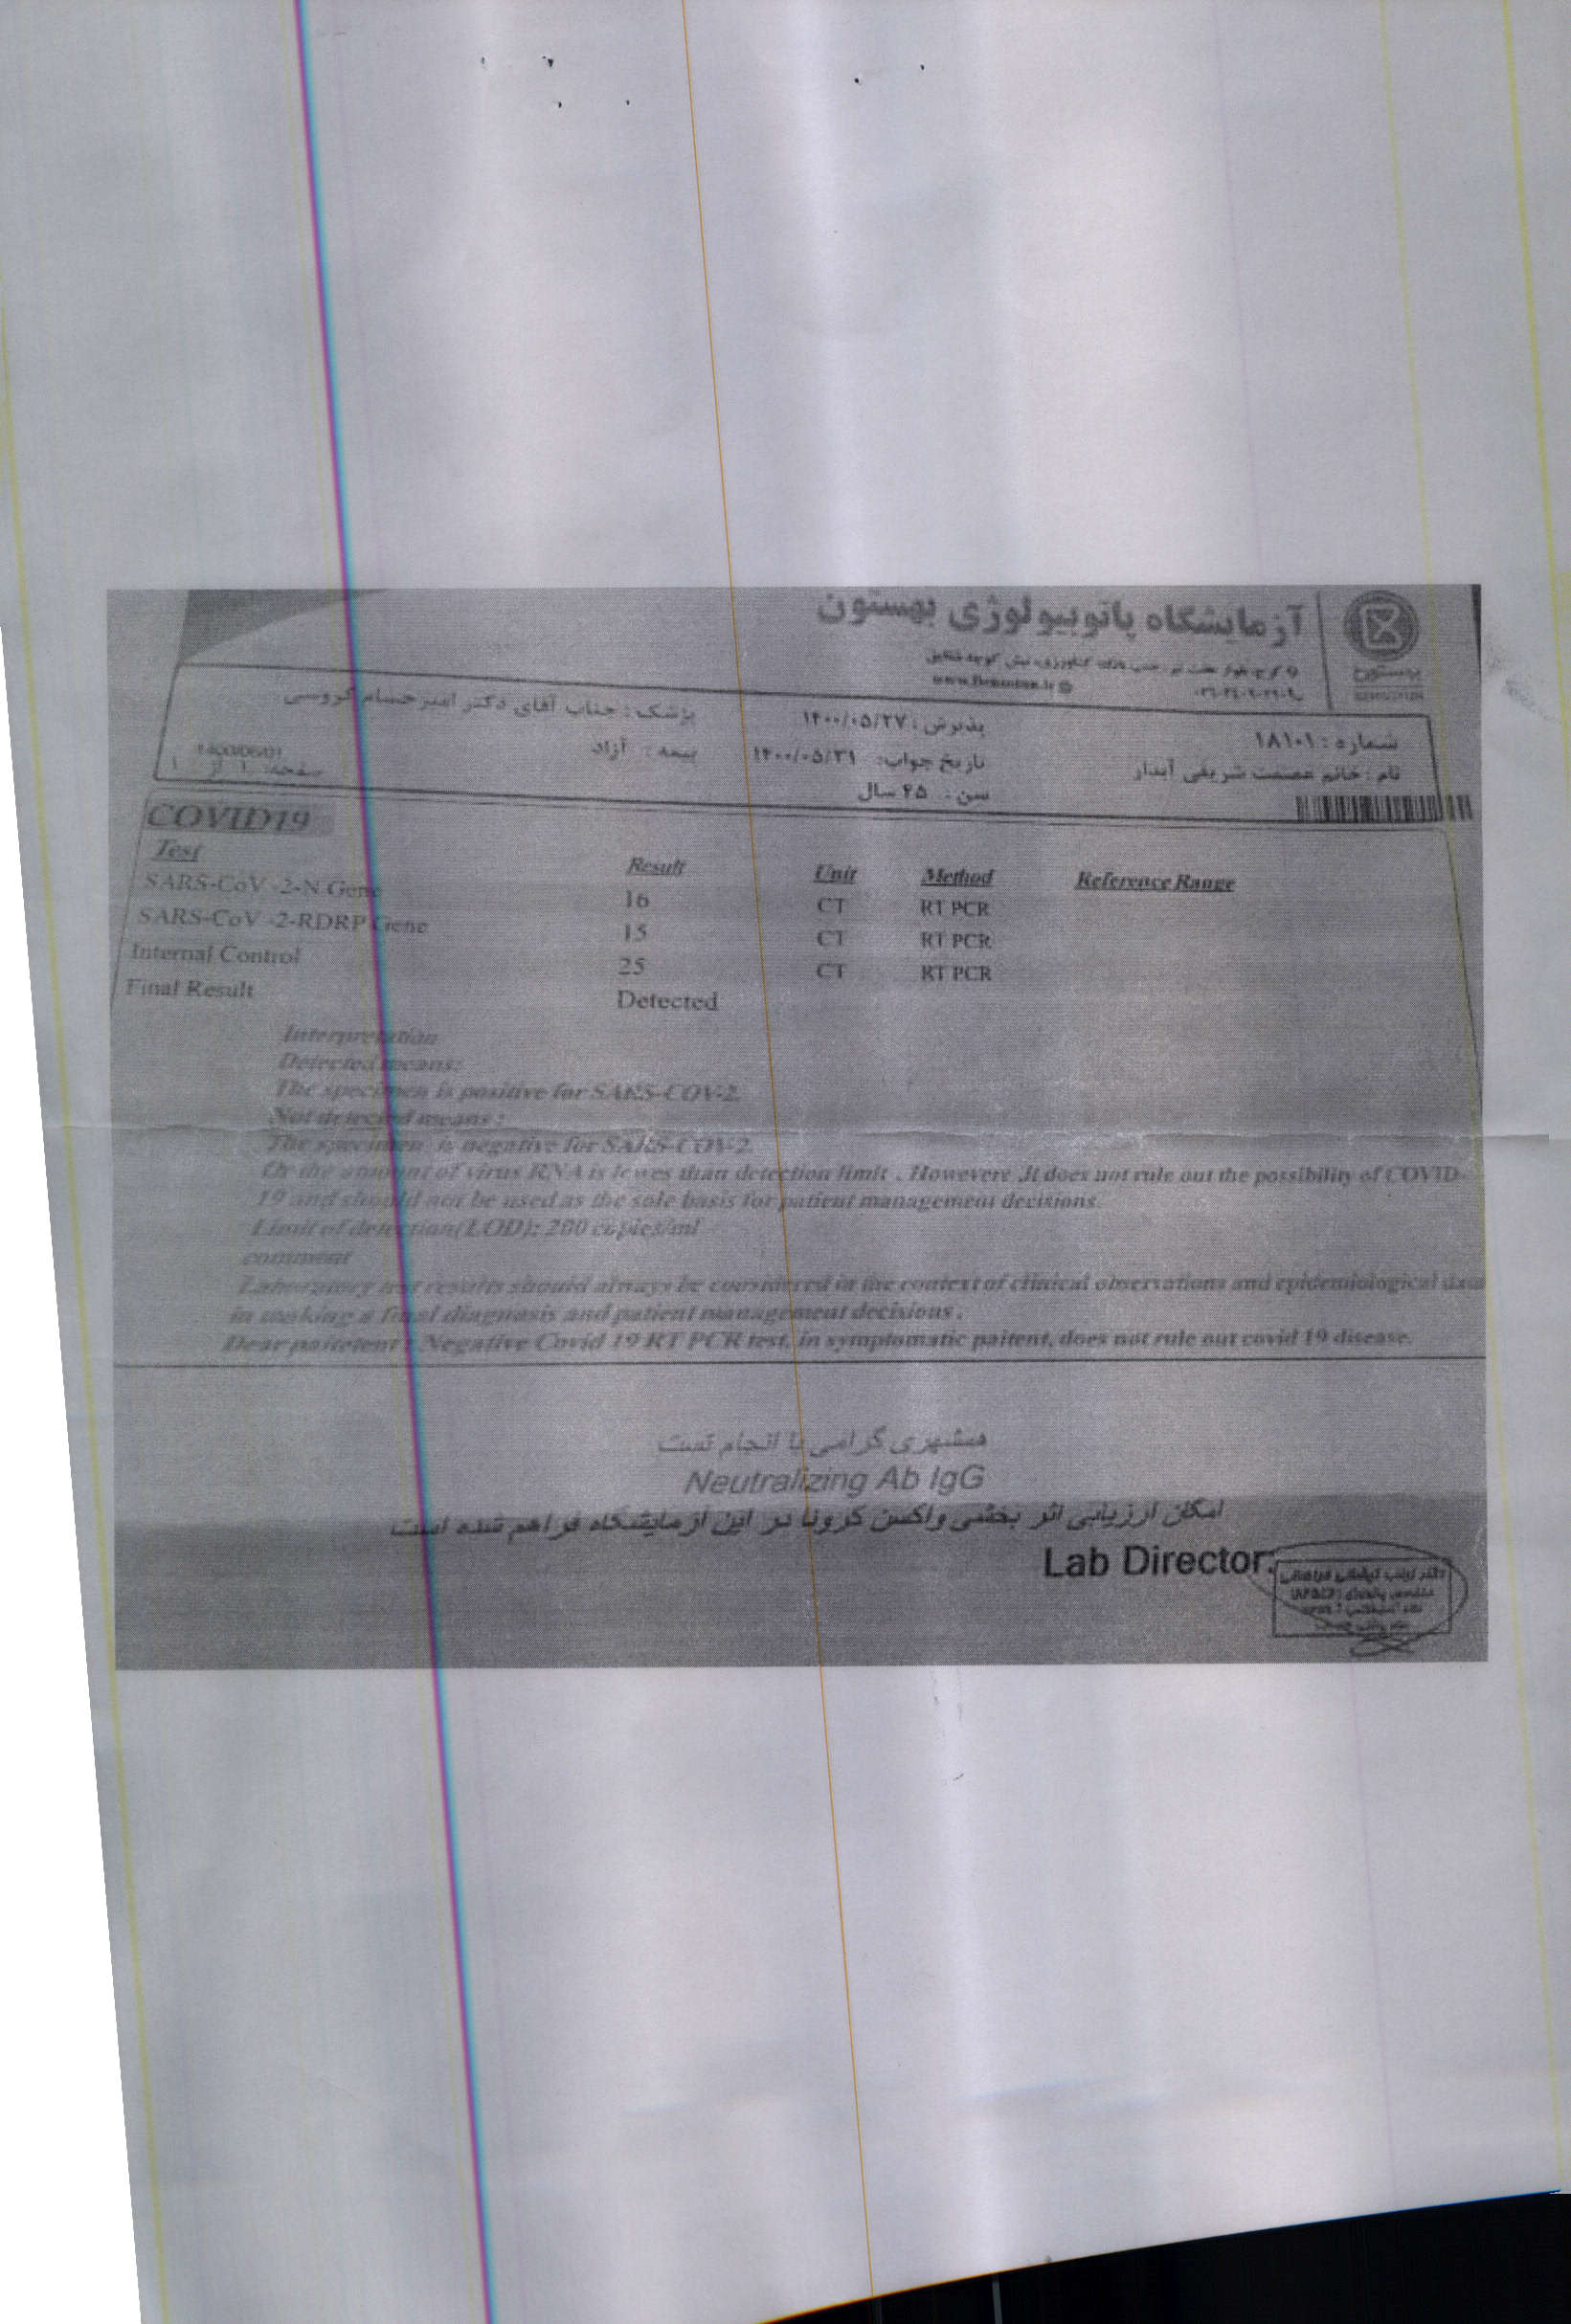 آزمایشگاه پاتوبیولوژی بهستون
بهستون
www.Behsoton.ir
شماره : ۱۸۱۰۱
پذیرش : ۱۴۰۰/۰۵/۲۷
پزشک : جناب آقای دکتر امیر حسام گروسی
نام : خانم عصمت شریفی آبدار
تاریخ جواب: ۱۴۰۰/۰۵/۳۱
بیمه : آزاد
صفحه: ۱ از ۱
سن : ۲۵ سال
COVID19
Test Result Unit Method Reference Range
SARS-CoV -2-N Gene 16 CT RT PCR
SARS-CoV -2-RDRP Gene 15 CT RT PCR
Internal Control 25 CT RT PCR
Final Result Detected
Interpretation
Detected means:
The specimen is positive for SARS-COV-2.
Not detected means :
The specimen is negative for SARS-COV-2.
Or the amount of virus RNA is lewes than detection limit . Howevere ,It does not rule out the possibility of COVID-
19 and should not be used as the sole basis for patient management decisions.
Limit of detection(LOD): 200 copies/ml
comment
Laboratory test results should always be considered in the context of clinical observations and epidemiological data
in making a final diagnosis and patient management decisions .
Dear paitetent : Negative Covid 19 RT PCR test, in symptomatic paitent, does not rule out covid 19 disease.
همشهری گرامی با انجام تست
Neutralizing Ab IgG
امکان ارزیابی اثر بخشی واکسن کرونا در این آزمایشگاه فراهم شده است
Lab Director: